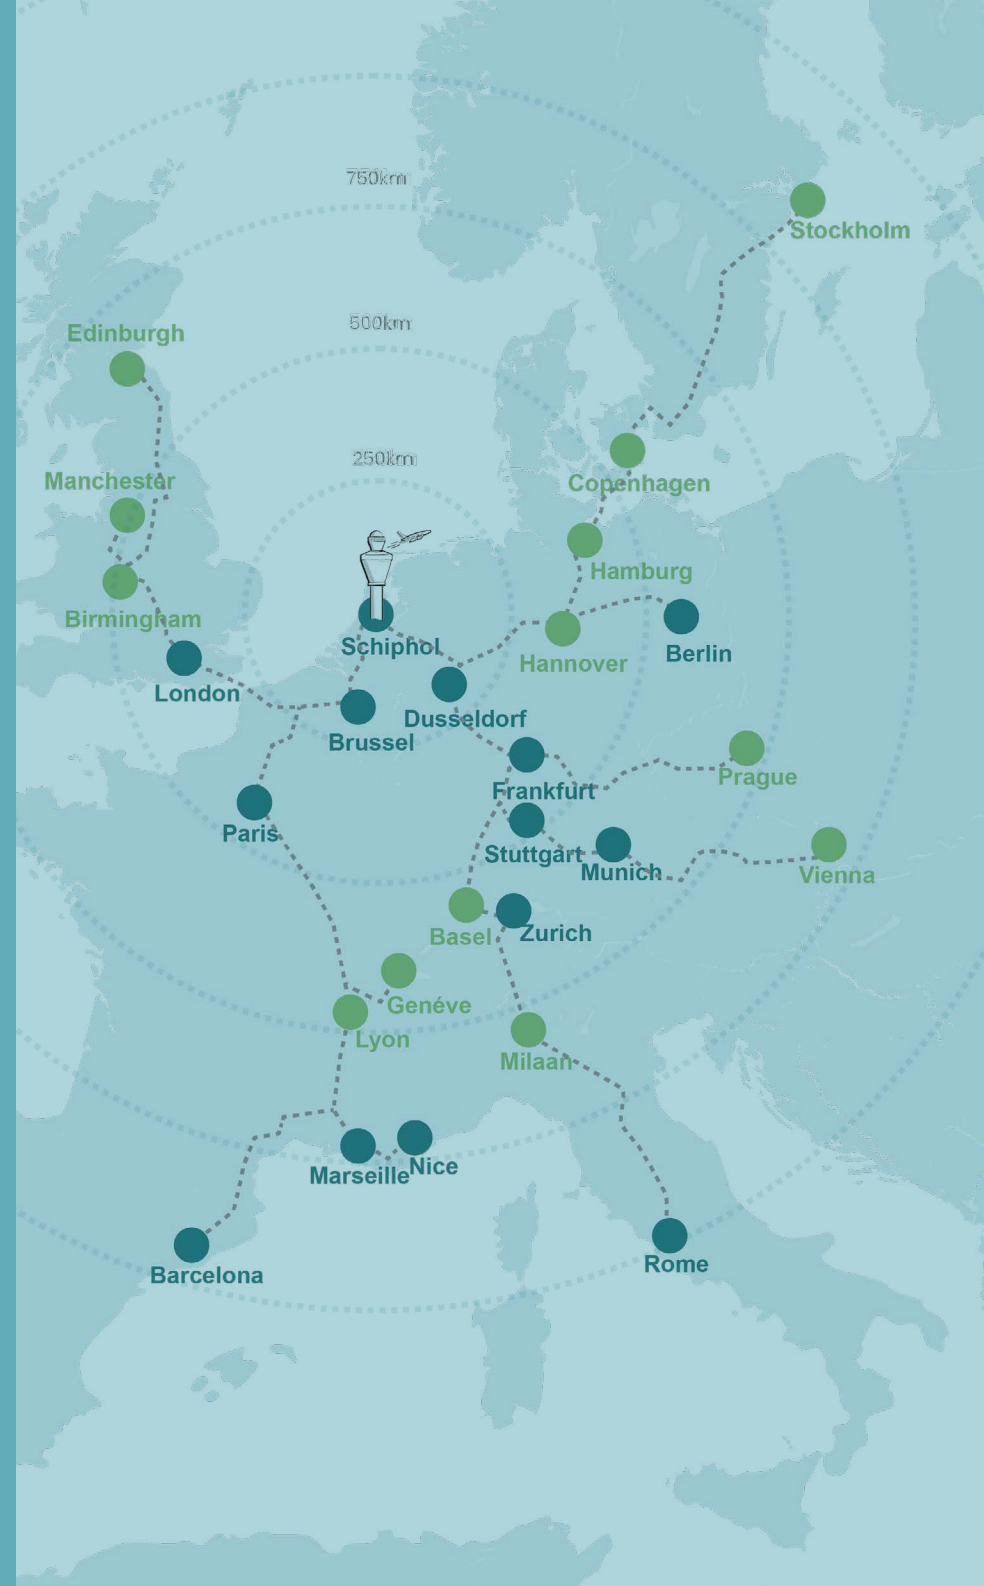 750km
Stockholm
500km
Edinburgh
250km
Manchester
Copenhagen
Hamburg
Birmingham
Schiphol
Hannover
Berlin
London
Dusseldorf
Brussel
Prague
Frankfurt
Paris
Stuttgart
Munich
Vienna
Basel
Zurich
Genéve
Lyon
Milaan
Marseille
Nice
Rome
Barcelona